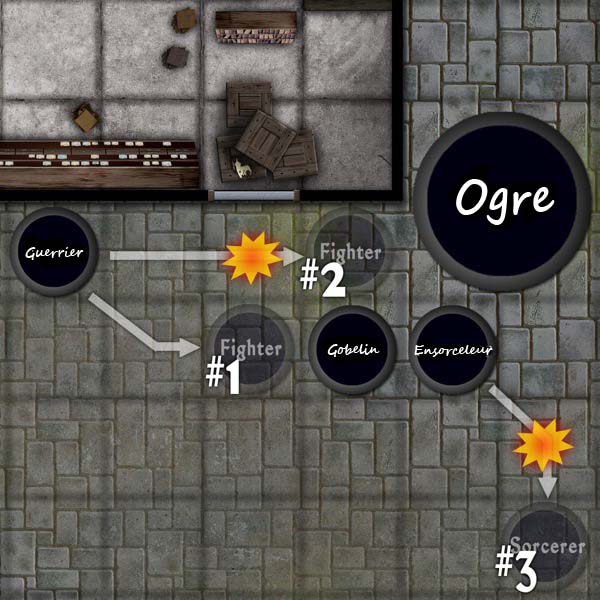 Ogre
Guerrier
Fighter
#2
Fighter
#1
Gobelin
Ensorceleur
Sorcerer
#3